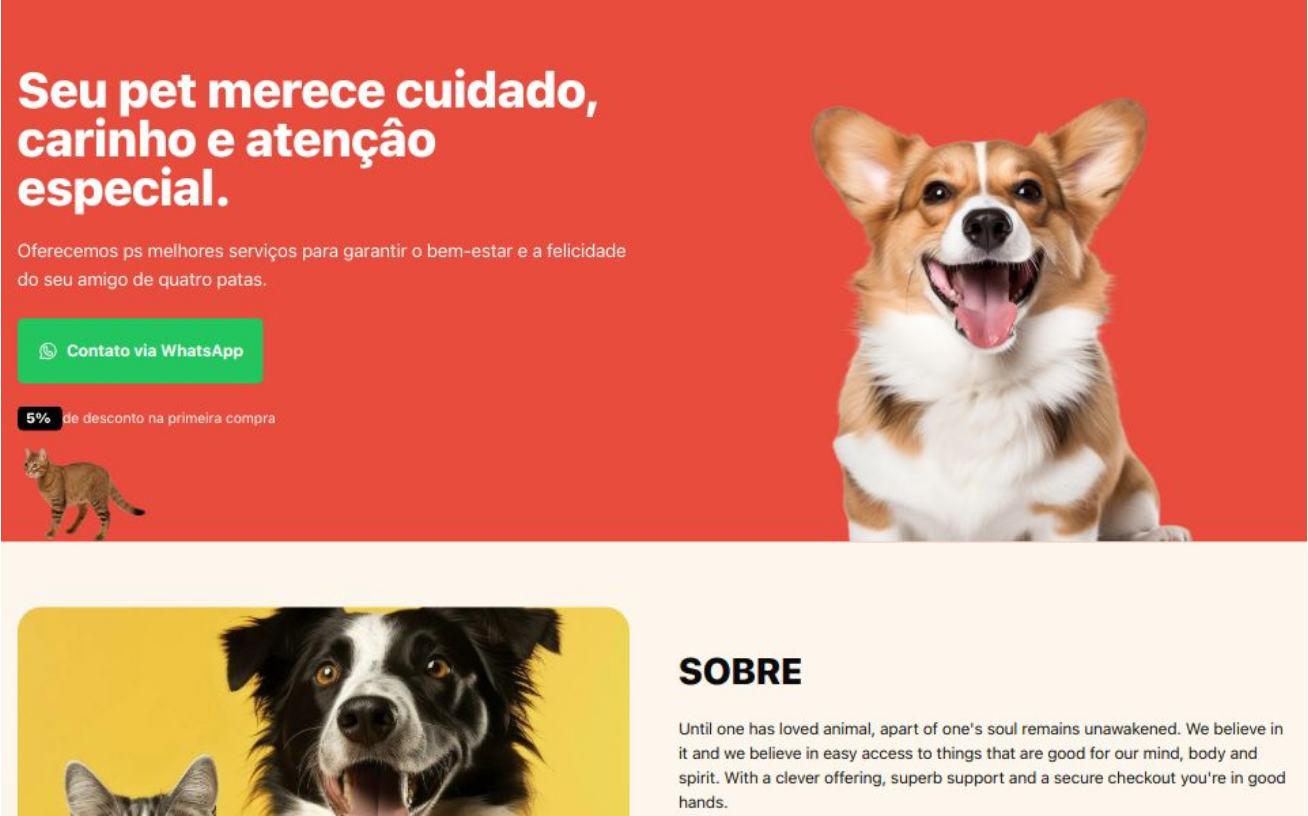 Seu pet merece cuidado,
carinho e atençâo
especial.
Oferecemos ps melhores serviços para garantir o bem-estar e a felicidade
do seu amigo de quatro patas.
Contato via WhatsApp
5% de desconto na primeira compra
SOBRE
Until one has loved animal, apart of one's soul remains unawakened. We believe in
it and we believe in easy access to things that are good for our mind, body and
spirit. With a clever offering, superb support and a secure checkout you're in good
hands.